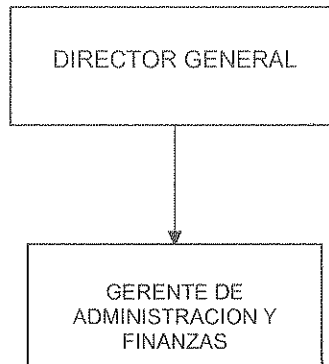 DIRECTOR GENERAL
GERENTE DE
ADMINISTRACION Y
FINANZAS